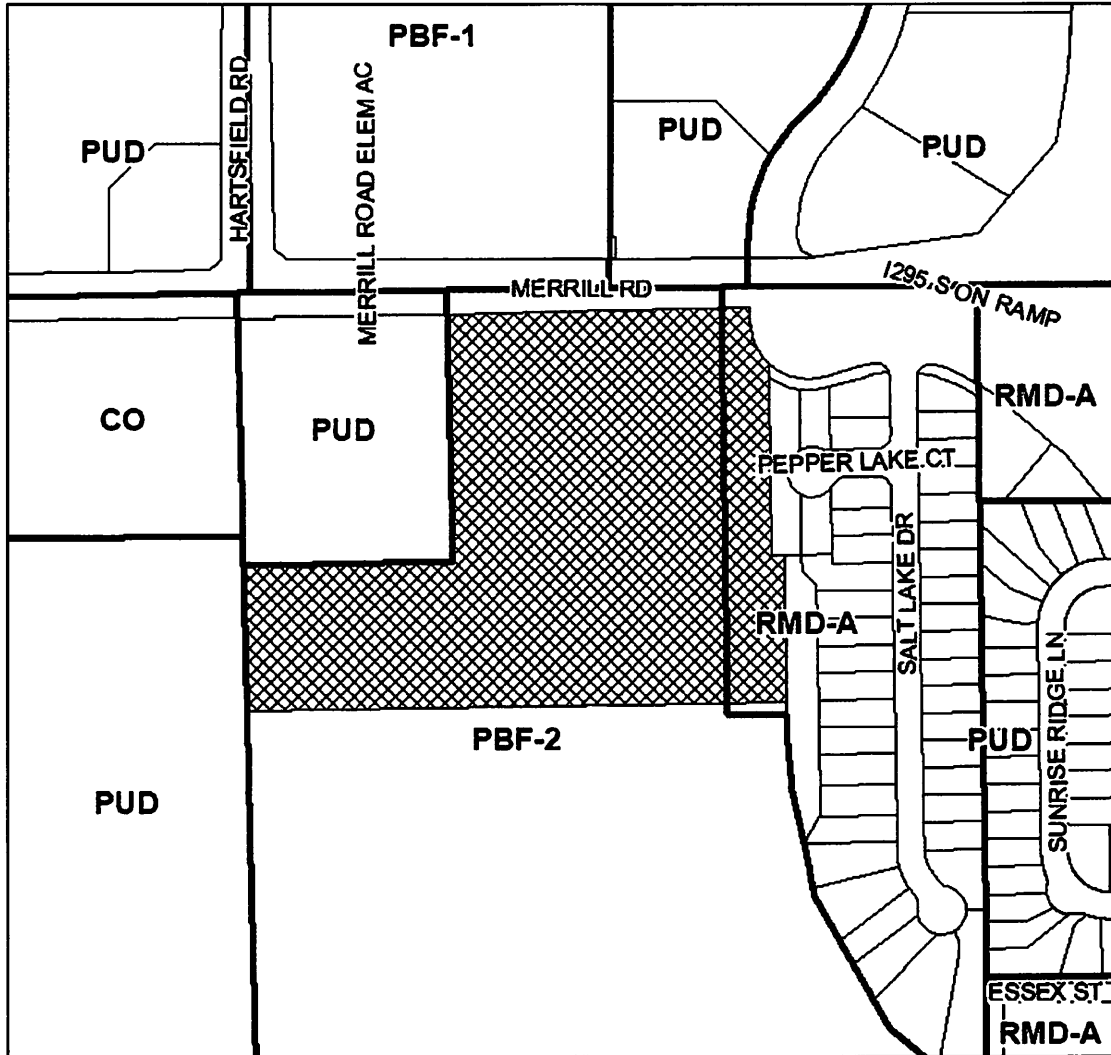 PBF-1
HARTSFIELD RD
MERRILL ROAD ELEM AC
PUD
PUD
PUD
I295 S ON RAMP
MERRILL RD
RMD-A
CO
PUD
PEPPER LAKE CT
SALT LAKE DR
RMD-A
SUNRISE RIDGE LN
PBF-2
PUD
PUD
ESSEX ST
RMD-A